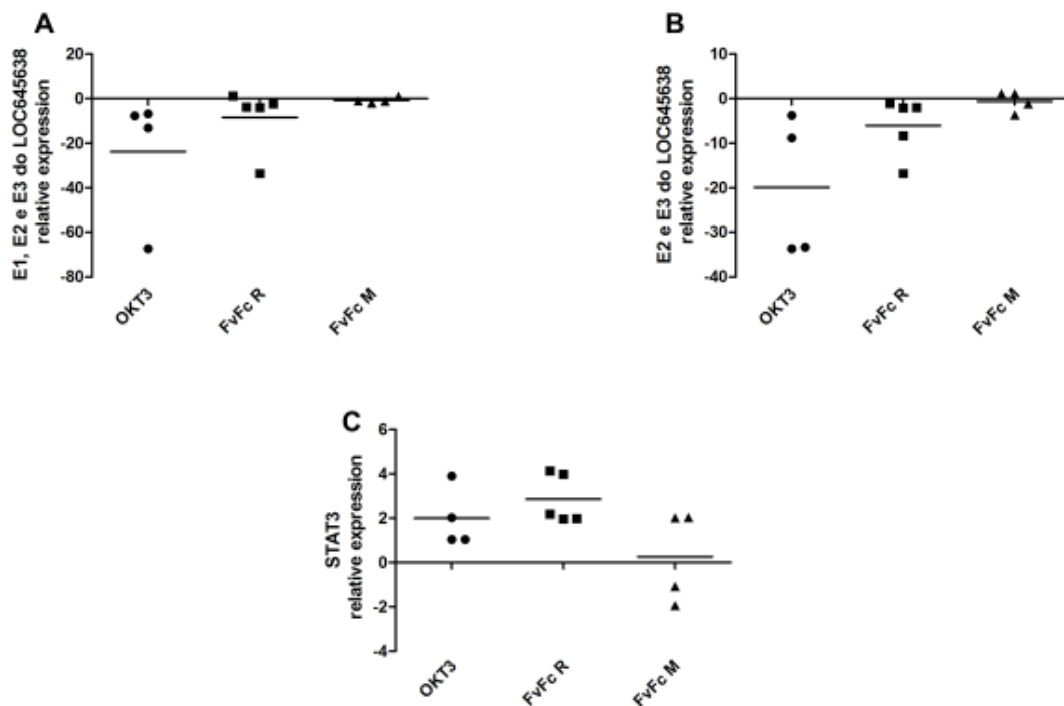 A
E1, E2 e E3 do LOC645638
relative expression
20
0
-20
-40
-60
-80
OKT3
FvFc R
FvFc M
B
E2 e E3 do LOC645638
relative expression
10
0
-10
-20
-30
-40
OKT3
FvFc R
FvFc M
C
STAT3
relative expression
6
4
2
0
-2
-4
OKT3
FvFc R
FvFc M